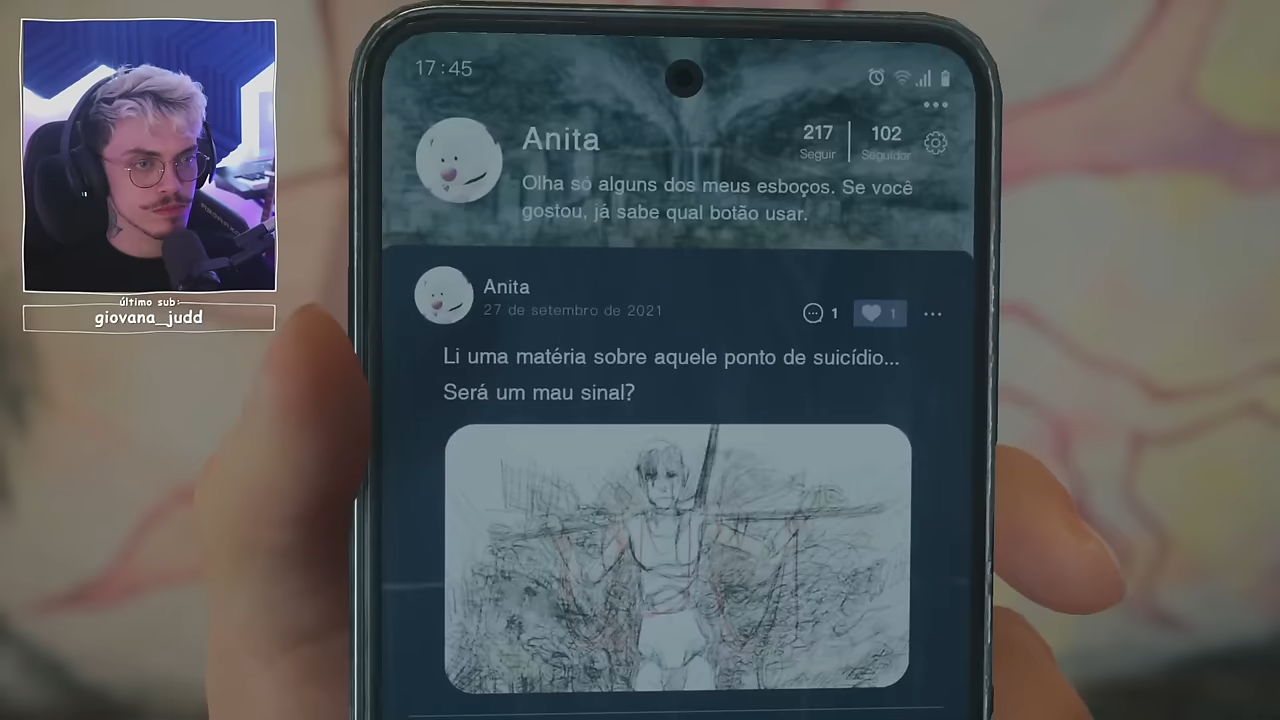 último sub:
giovana_judd
17:45
Anita
217
102
Seguir
Seguidor
Olha só alguns dos meus esboços. Se você
gostou, já sabe qual botão usar.
Anita
27 de setembro de 2021
1
1
Li uma matéria sobre aquele ponto de suicídio...
Será um mau sinal?